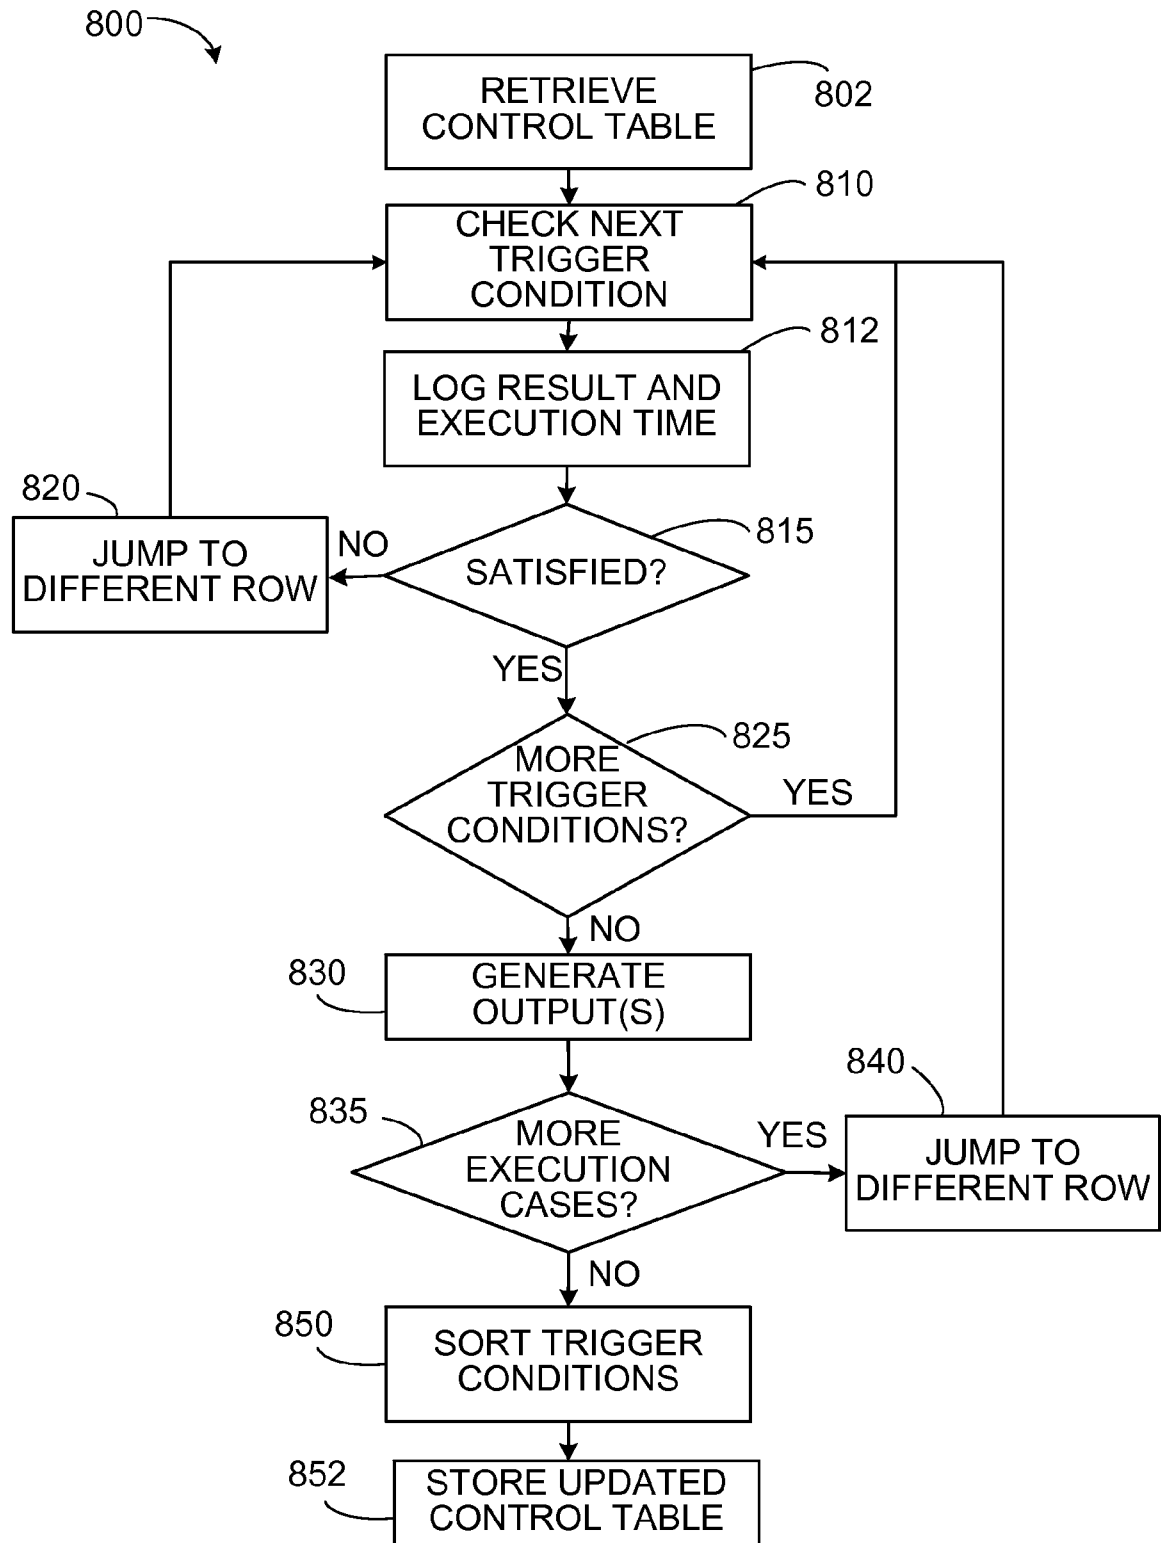 800
RETRIEVE
CONTROL TABLE
802
810
CHECK NEXT
TRIGGER
CONDITION
812
LOG RESULT AND
EXECUTION TIME
820
JUMP TO
DIFFERENT ROW
NO
815
SATISFIED?
YES
825
MORE
TRIGGER
CONDITIONS?
YES
NO
830
GENERATE
OUTPUT(S)
835
MORE
EXECUTION
CASES?
YES
840
JUMP TO
DIFFERENT ROW
NO
850
SORT TRIGGER
CONDITIONS
852
STORE UPDATED
CONTROL TABLE